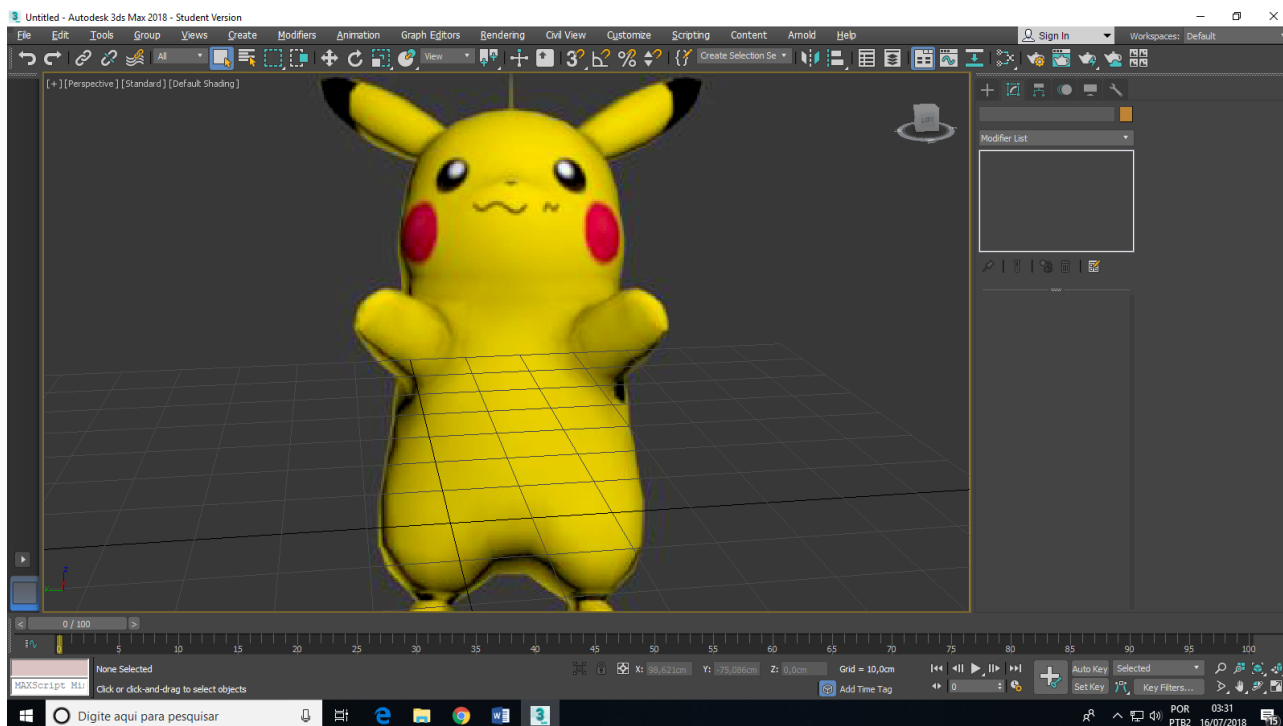 Untitled - Autodesk 3ds Max 2018 - Student Version
File Edit Tools Group Views Create Modifiers Animation Graph Editors Rendering Civil View Customize Scripting Content Arnold Help Sign In Workspaces: Default
All View Create Selection Se
[+] [Perspective] [Standard] [Default Shading]
Modifier List
0 / 100
0 5 10 15 20 25 30 35 40 45 50 55 60 65 70 75 80 85 90 95 100
None Selected X: 98,621cm Y: -75,086cm Z: 0,0cm Grid = 10,0cm Auto Key Selected
MAXScript Mi: Click or click-and-drag to select objects Add Time Tag 0 Set Key Key Filters...
Digite aqui para pesquisar POR 03:31
PTB2 16/07/2018